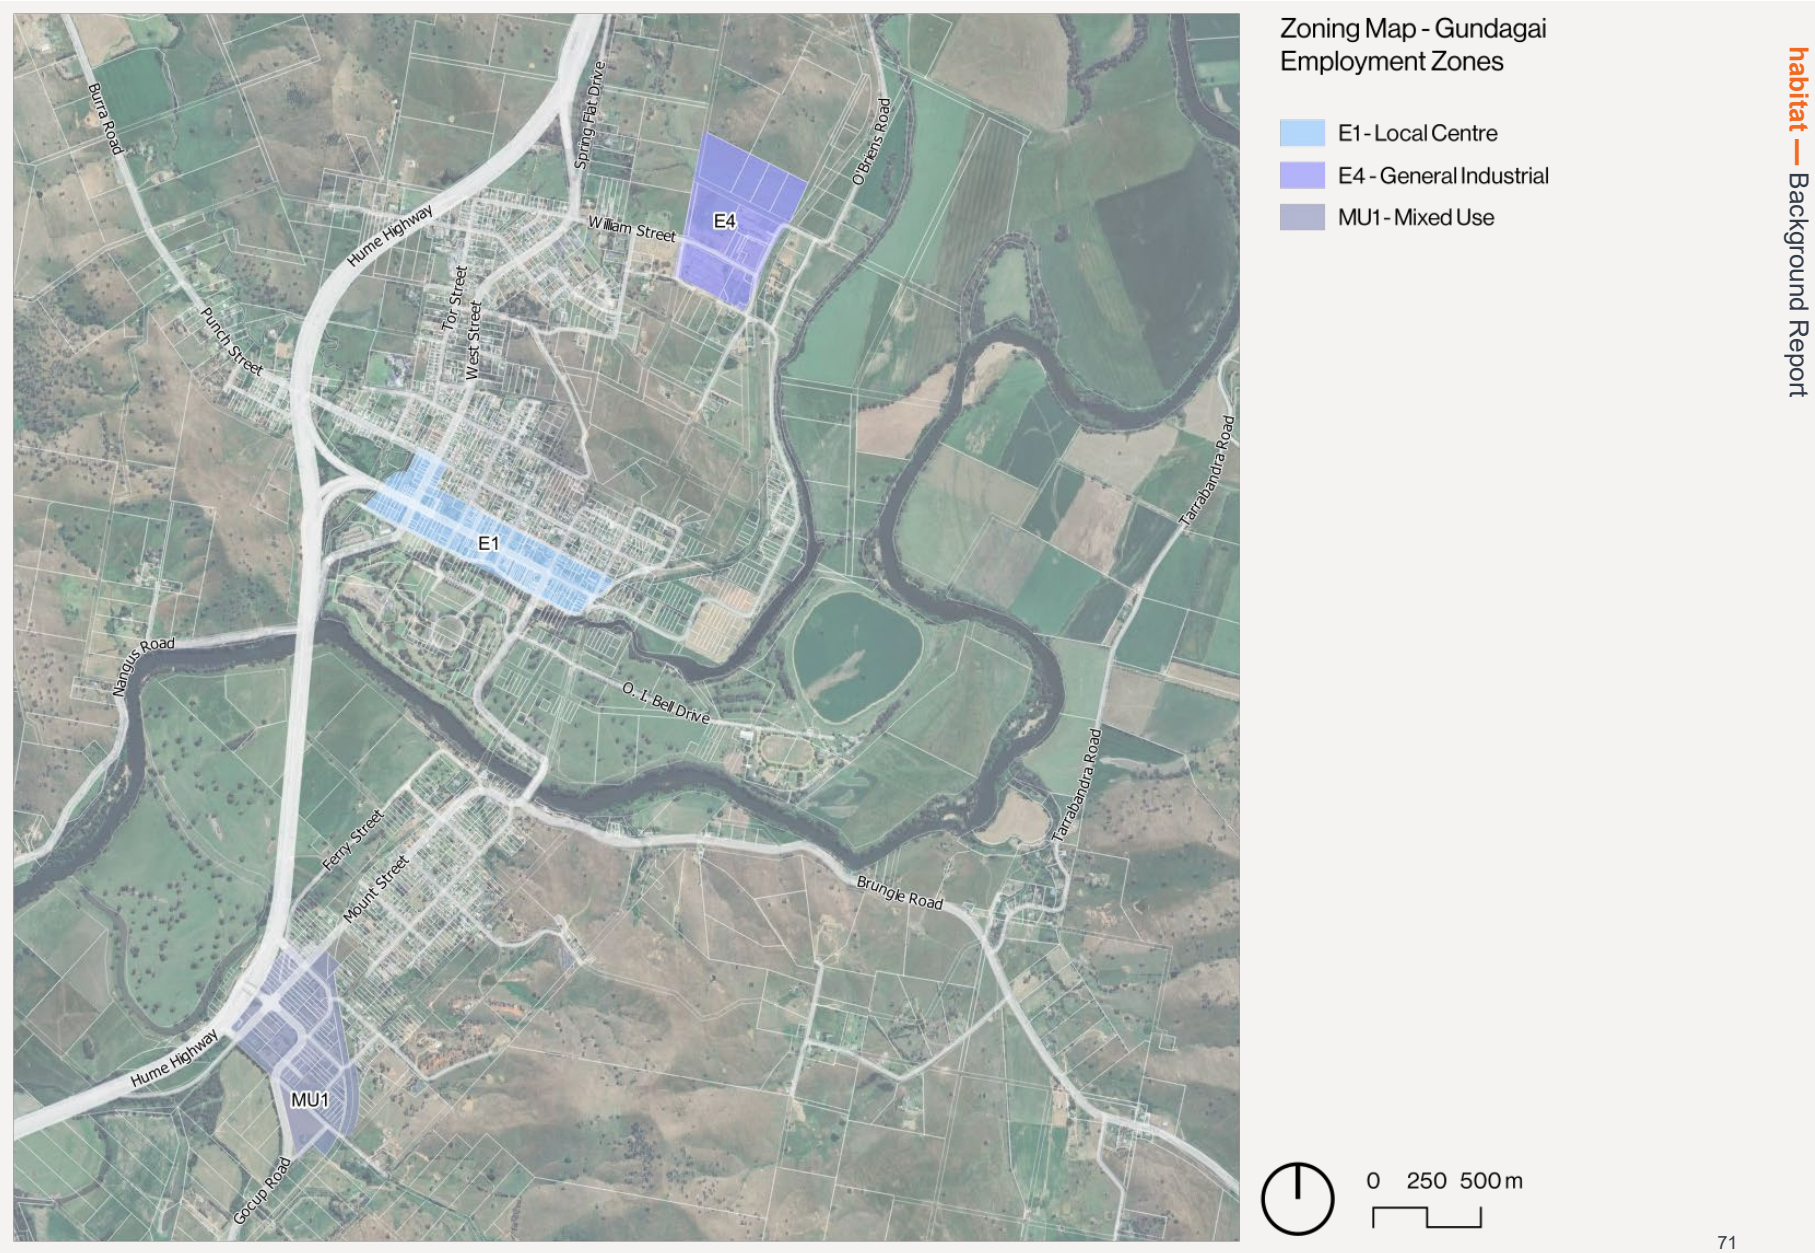 Zoning Map - Gundagai
Employment Zones
E1 - Local Centre
E4 - General Industrial
MU1 - Mixed Use
habitat — Background Report
Burra Road
Spring Flat Drive
O'Briens Road
Hume Highway
William Street
E4
Tor Street
West Street
Punch Street
Tarrabandra Road
E1
Nangus Road
O. I. Bell Drive
Tarrabandra Road
Ferry Street
Mount Street
Brungle Road
Hume Highway
MU1
Gocup Road
0 250 500 m
71